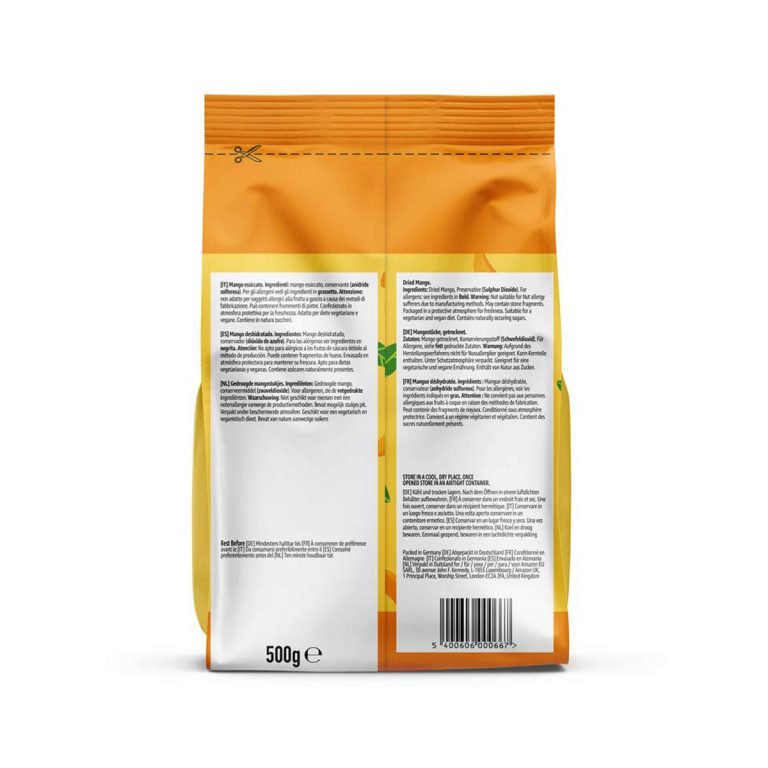 [IT] Mango essiccato. Ingredienti: mango essiccato, conservante (anidride
solforosa). Per gli allergeni vedi gli ingredienti in grassetto. Attenzione:
non adatto per soggetti allergici alla frutta a guscio a causa dei metodi di
fabbricazione. Può contenere frammenti di pietre. Confezionato in
atmosfera protettiva per la freschezza. Adatto per diete vegetariane e
vegane. Contiene in natura zuccheri.
[ES] Mango deshidratado. Ingredientes: Mango deshidratado,
conservador (dióxido de azufre). Para los alérgenos ver ingredientes en
negrita. Atención: No apto para alérgicos a los frutos de cáscara debido al
método de producción. Puede contener fragmentos de hueso. Envasado en
atmósfera protectora para mantener su frescura. Apto para dietas
vegetarianas y veganas. Contiene azúcares naturalmente presentes.
[NL] Gedroogde mangostukjes. Ingrediënten: Gedroogde mango,
conserveermiddel (zwaveldioxide). Voor allergenen, zie de vetgedrukte
ingrediënten. Waarschuwing: Niet geschikt voor mensen met een
notenallergie vanwege de productiemethoden. Bevat mogelijk stukjes pit.
Verpakt onder beschermende atmosfeer. Geschikt voor een vegetarisch en
veganistisch dieet. Bevat van nature aanwezige suikers
Best Before [DE] Mindestens haltbar bis [FR] À consommer de préférence
avant le [IT] Da consumarsi preferibilmente entro il [ES] Consumir
preferentemente antes del [NL] Ten minste houdbaar tot
500g ℮
Dried Mango.
Ingredients: Dried Mango, Preservative (Sulphur Dioxide). For
allergens: see ingredients in Bold. Warning: Not suitable for Nut allergy
sufferers due to manufacturing methods. May contain stone fragments.
Packaged in a protective atmosphere for freshness. Suitable for a
vegetarian and vegan diet. Contains naturally occuring sugars.
[DE] Mangostücke, getrocknet.
Zutaten: Mango getrocknet, Konservierungsstoff (Schwefeldioxid). Für
Allergene, siehe fett gedruckte Zutaten. Warnung: Aufgrund des
Herstellungsverfahrens nicht für Nussallergiker geeignet. Kann Kernteile
enthalten. Unter Schutzatmosphäre verpackt. Geeignet für eine
vegetarische und vegane Ernährung. Enthält von Natur aus Zucker.
[FR] Mangue déshydratée. Ingrédients : Mangue déshydratée,
conservateur (anhydride sulfureux). Pour les allergènes, voir les
ingrédients indiqués en gras. Attention : Ne convient pas aux personnes
allergiques aux fruits à coque en raison des méthodes de fabrication.
Peut contenir des fragments de noyaux. Conditionné sous atmosphère
protectrice. Convient à un régime végétarien et végétalien. Contient des
sucres naturellement présents.
STORE IN A COOL, DRY PLACE. ONCE
OPENED STORE IN AN AIRTIGHT CONTAINER.
[DE] Kühl und trocken lagern. Nach dem Öffnen in einem luftdichten
Behälter aufbewahren. [FR] À conserver dans un endroit frais et sec. Une
fois ouvert, conserver dans un récipient hermétique. [IT] Conservare in
un luogo fresco e asciutto. Una volta aperto conservare in un
contenitore ermetico. [ES] Conservar en un lugar fresco y seco. Una vez
abierto, conservar en un recipiente hermético. [NL] Koel en droog
bewaren. Eenmaal geopend, bewaren in een luchtdichte verpakking
Packed in Germany [DE] Abgepackt in Deutschland [FR] Conditionné en
Allemagne [IT] Confezionato in Germania [ES] Envasado en Alemania
[NL] Verpakt in Duitsland for / für / pour / per / para / voor Amazon EU
SARL, 38 avenue John F. Kennedy, L-1855 Luxembourg / Amazon UK,
1 Principal Place, Worship Street, London EC2A 2FA, United Kingdom
5 400606 000667 >